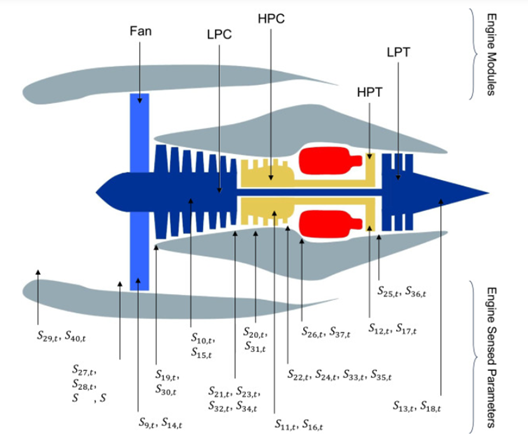 Fan
LPC
HPC
LPT
HPT
Engine Modules
Engine Sensed Parameters
S29,t, S40,t
S27,t,
S28,t,
S , S
S9,t, S14,t
S19,t,
S30,t
S10,t,
S15,t
S21,t, S23,t,
S32,t, S34,t
S20,t,
S31,t
S11,t, S16,t
S22,t, S24,t, S33,t, S35,t
S26,t, S37,t
S12,t, S17,t
S25,t, S36,t
S13,t, S18,t